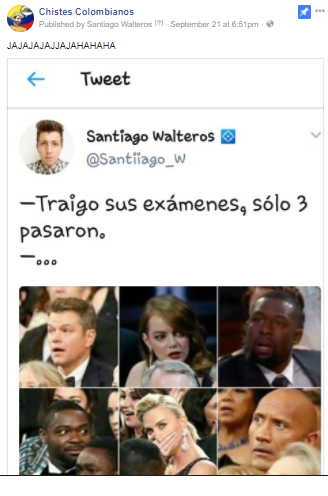 Chistes Colombianos
Published by Santiago Walteros [?] · September 21 at 6:51pm ·
JAJAJAJAJJAJAHAHAHA
Tweet
Santiago Walteros
@Santiiago_W
—Traigo sus exámenes, sólo 3
pasaron.
—...